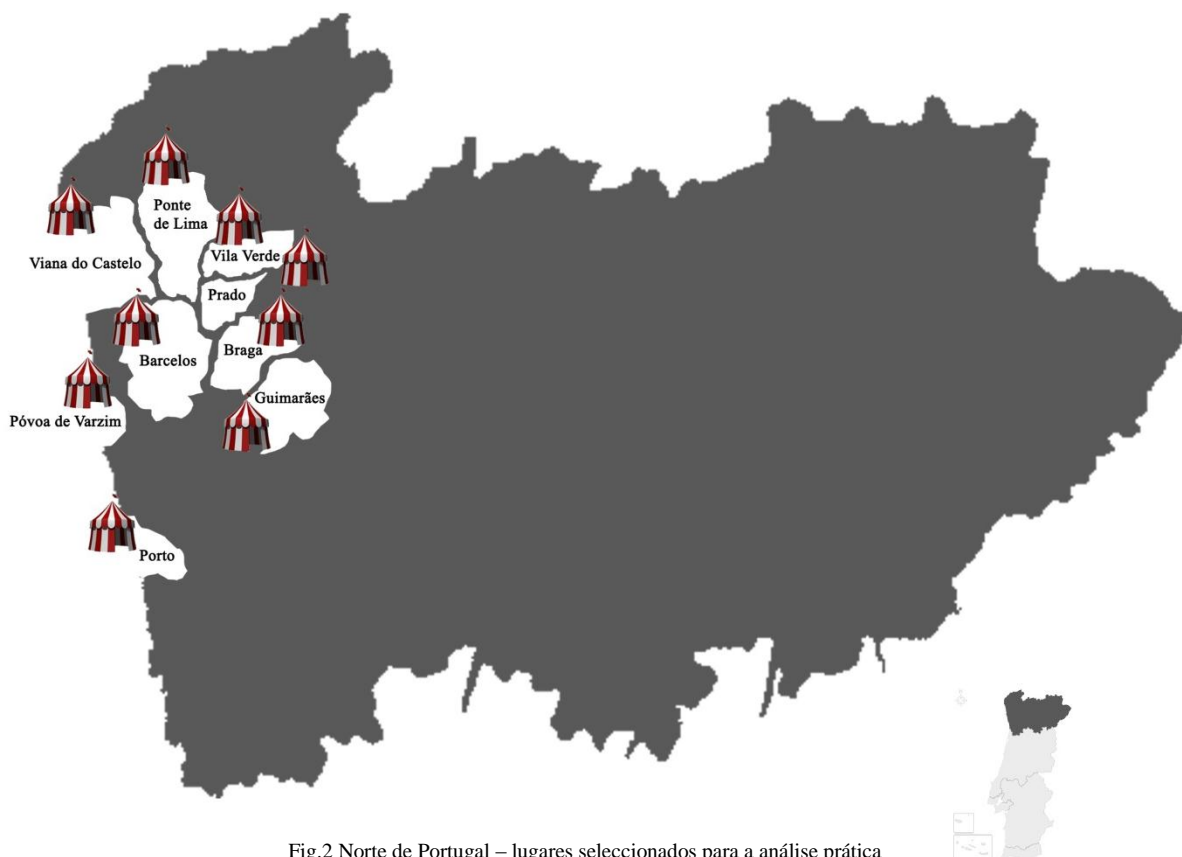 Ponte
de Lima
Viana do Castelo
Vila Verde
Prado
Barcelos
Braga
Guimarães
Póvoa de Varzim
Porto
Fig.2 Norte de Portugal – lugares seleccionados para a análise prática